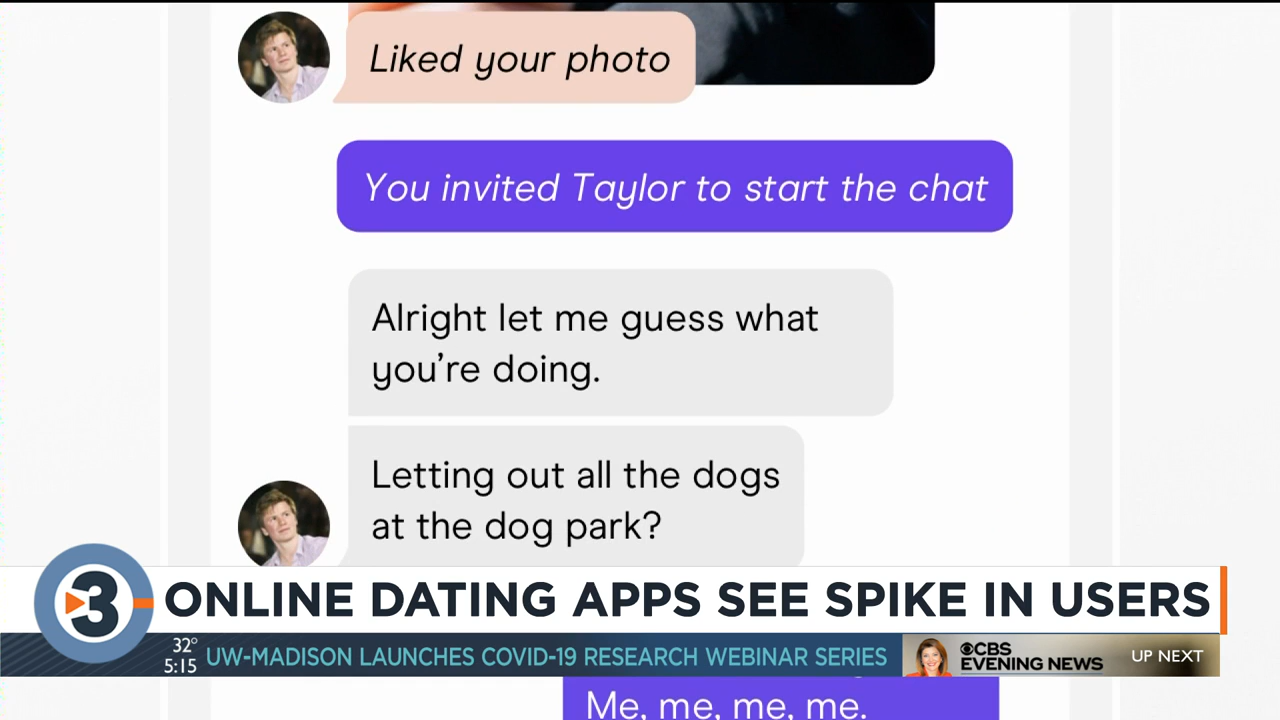 Liked your photo
You invited Taylor to start the chat
Alright let me guess what
you're doing.
Letting out all the dogs
at the dog park?
3
ONLINE DATING APPS SEE SPIKE IN USERS
32°
5:15
UW-MADISON LAUNCHES COVID-19 RESEARCH WEBINAR SERIES
CBS
EVENING NEWS
UP NEXT
Me, me, me, me.